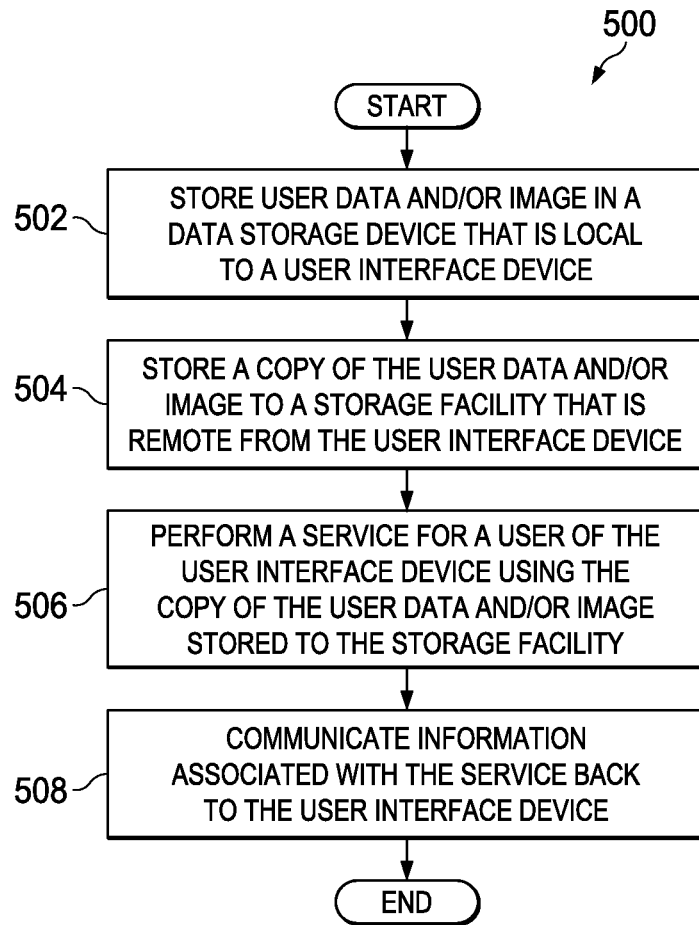 500
START
502
STORE USER DATA AND/OR IMAGE IN A
DATA STORAGE DEVICE THAT IS LOCAL
TO A USER INTERFACE DEVICE
504
STORE A COPY OF THE USER DATA AND/OR
IMAGE TO A STORAGE FACILITY THAT IS
REMOTE FROM THE USER INTERFACE DEVICE
506
PERFORM A SERVICE FOR A USER OF THE
USER INTERFACE DEVICE USING THE
COPY OF THE USER DATA AND/OR IMAGE
STORED TO THE STORAGE FACILITY
508
COMMUNICATE INFORMATION
ASSOCIATED WITH THE SERVICE BACK
TO THE USER INTERFACE DEVICE
END